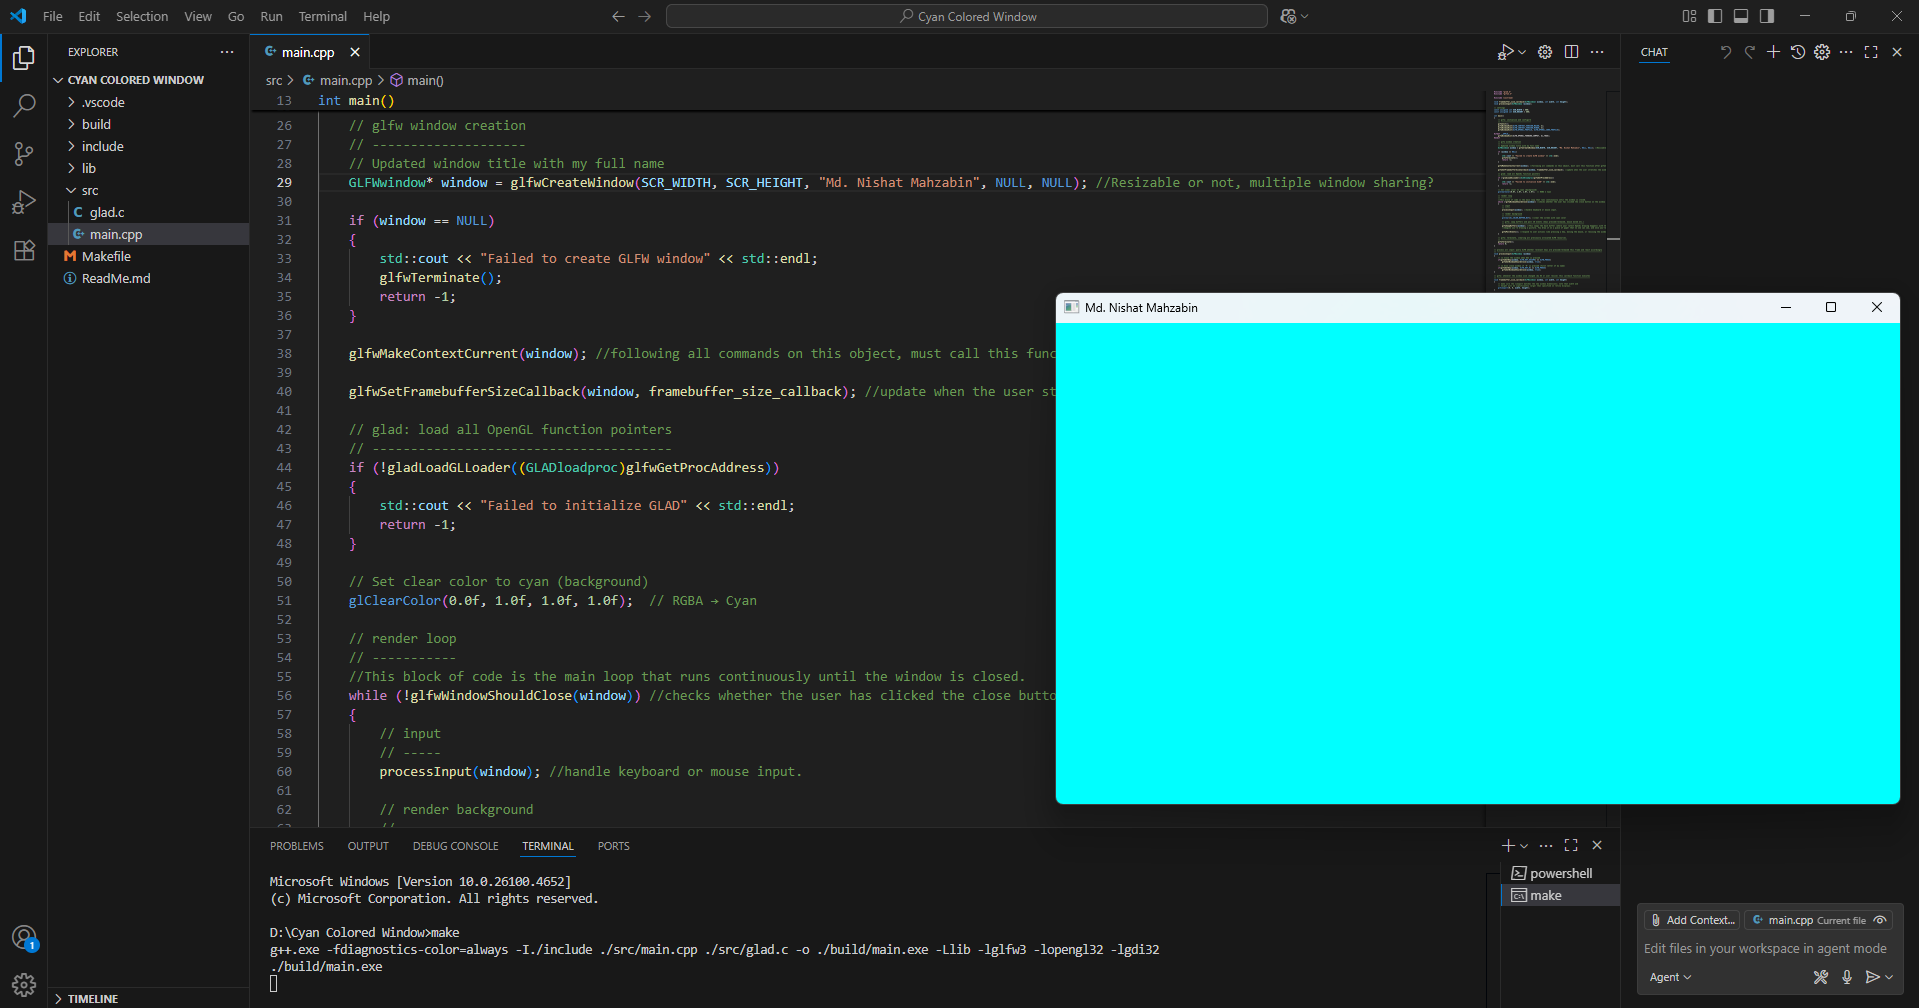 File Edit Selection View Go Run Terminal Help
Cyan Colored Window
EXPLORER
CYAN COLORED WINDOW
.vscode
build
include
lib
src
glad.c
main.cpp
Makefile
ReadMe.md
TIMELINE
main.cpp
src > main.cpp > main()
13 int main()
26 // glfw window creation
27 // --------------------
28 // Updated window title with my full name
29 GLFWwindow* window = glfwCreateWindow(SCR_WIDTH, SCR_HEIGHT, "Md. Nishat Mahzabin", NULL, NULL); //Resizable or not, multiple window sharing?
30
31 if (window == NULL)
32 {
33 std::cout << "Failed to create GLFW window" << std::endl;
34 glfwTerminate();
35 return -1;
36 }
37
38 glfwMakeContextCurrent(window); //following all commands on this object, must call this func
39
40 glfwSetFramebufferSizeCallback(window, framebuffer_size_callback); //update when the user st
41
42 // glad: load all OpenGL function pointers
43 // ---------------------------------------
44 if (!gladLoadGLLoader((GLADloadproc)glfwGetProcAddress))
45 {
46 std::cout << "Failed to initialize GLAD" << std::endl;
47 return -1;
48 }
49
50 // Set clear color to cyan (background)
51 glClearColor(0.0f, 1.0f, 1.0f, 1.0f); // RGBA → Cyan
52
53 // render loop
54 // -----------
55 //This block of code is the main loop that runs continuously until the window is closed.
56 while (!glfwWindowShouldClose(window)) //checks whether the user has clicked the close butto
57 {
58 // input
59 // -----
60 processInput(window); //handle keyboard or mouse input.
61
62 // render background
Md. Nishat Mahzabin
PROBLEMS OUTPUT DEBUG CONSOLE TERMINAL PORTS
Microsoft Windows [Version 10.0.26100.4652]
(c) Microsoft Corporation. All rights reserved.
D:\Cyan Colored Window>make
g++.exe -fdiagnostics-color=always -I./include ./src/main.cpp ./src/glad.c -o ./build/main.exe -Llib -lglfw3 -lopengl32 -lgdi32
./build/main.exe
powershell
make
CHAT
Add Context...
main.cpp Current file
Edit files in your workspace in agent mode
Agent
1